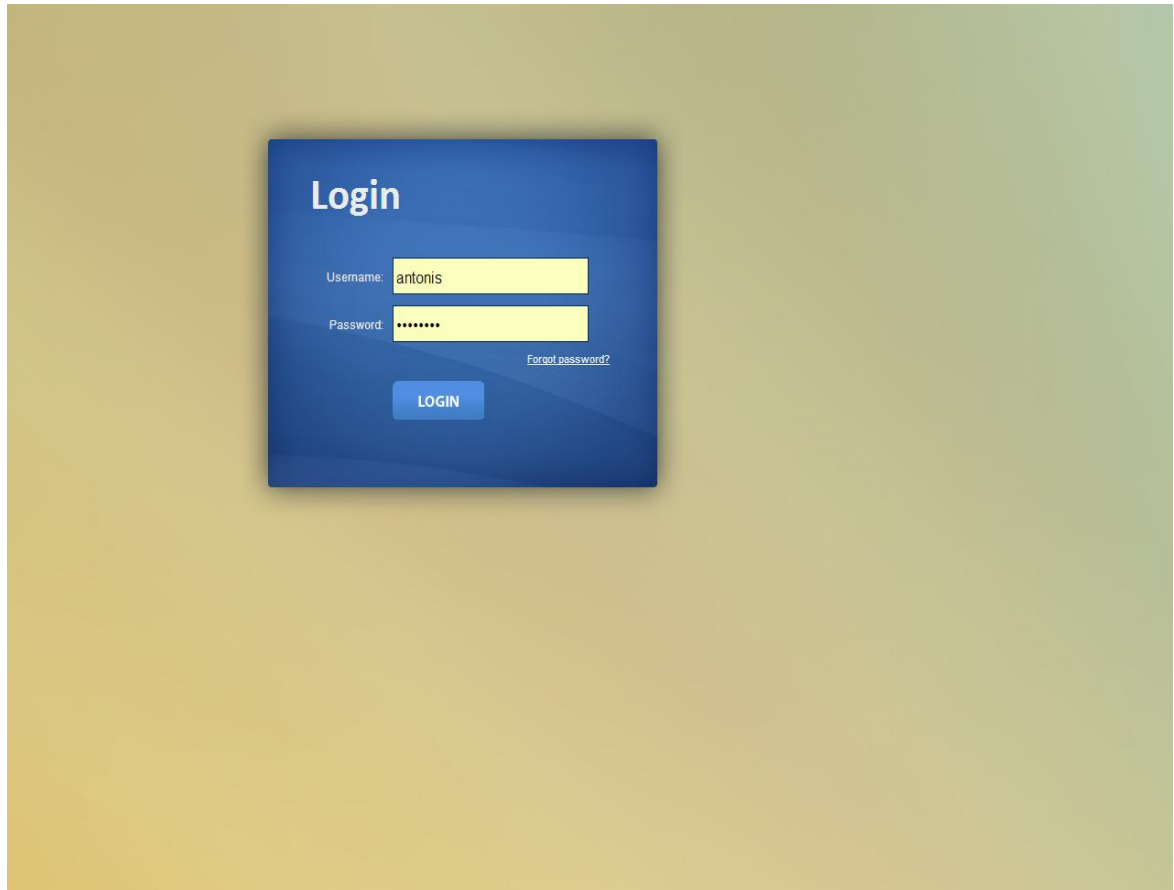 Login
Username: antonis
Password: ••••••••
Forgot password?
LOGIN